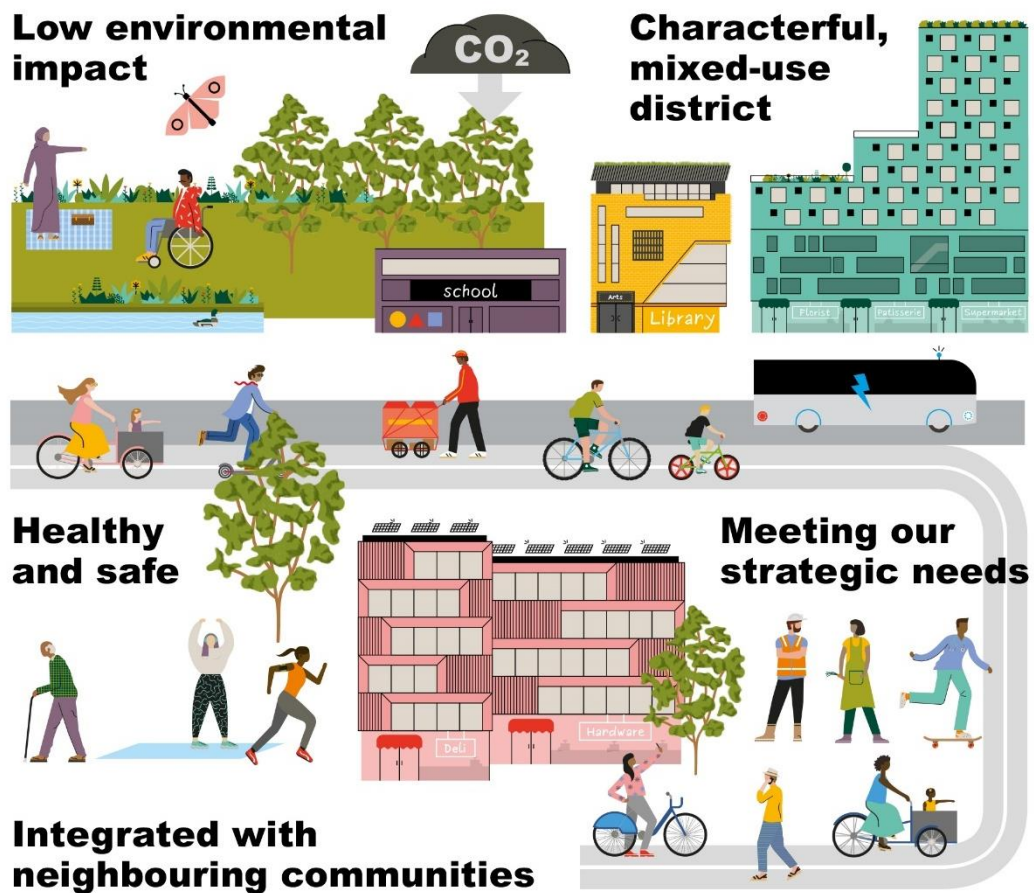 Low environmental
impact
CO₂
Characterful,
mixed-use
district
school
Arts
Library
Florist
Patisserie
Supermarket
Healthy
and safe
Meeting our
strategic needs
Deli
Hardware
Integrated with
neighbouring communities